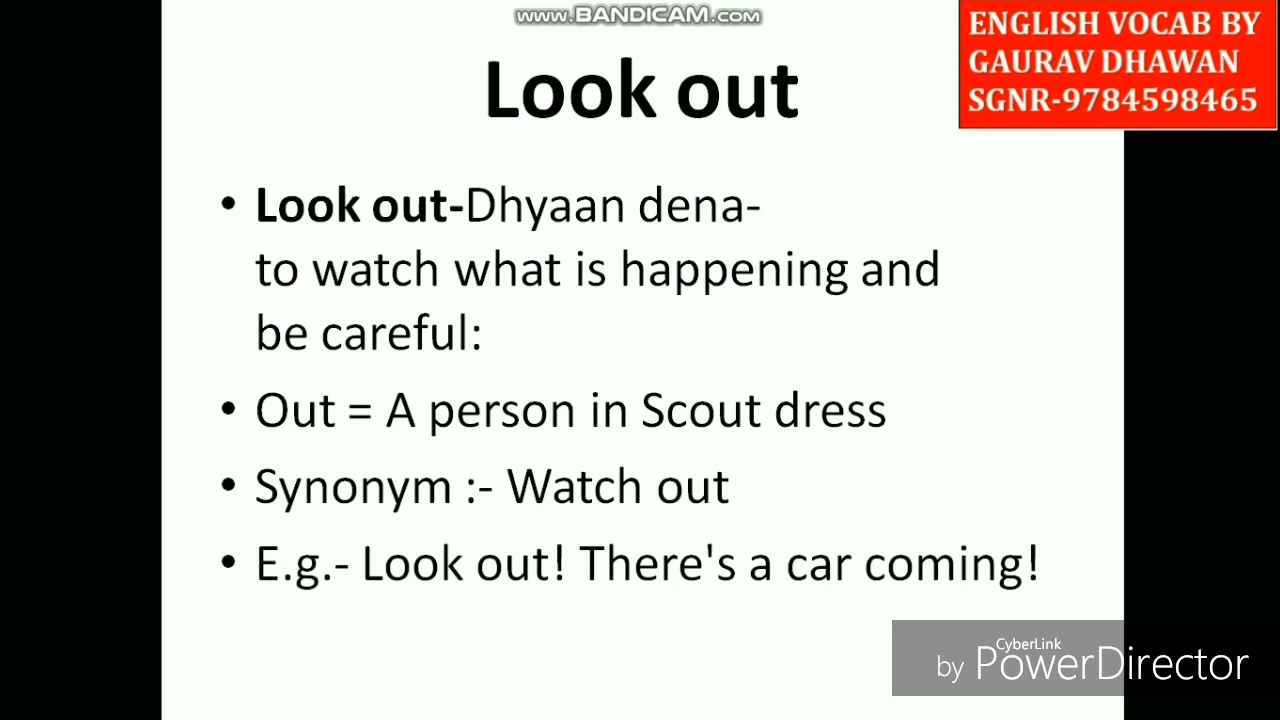 www.BANDICAM.com
ENGLISH VOCAB BY
GAURAV DHAWAN
SGNR-9784598465
Look out
• Look out-Dhyaan dena-
to watch what is happening and
be careful:
• Out = A person in Scout dress
• Synonym :- Watch out
• E.g.- Look out! There's a car coming!
CyberLink
by PowerDirector